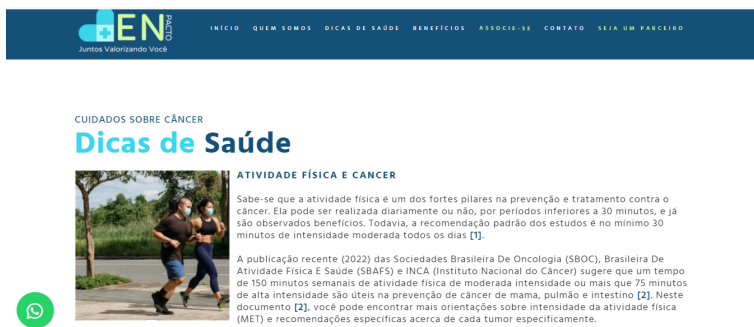 EN
PACTO
Juntos Valorizando Você
INÍCIO QUEM SOMOS DICAS DE SAÚDE BENEFÍCIOS ASSOCIE-SE CONTATO SEJA UM PARCEIRO
CUIDADOS SOBRE CÂNCER
Dicas de Saúde
ATIVIDADE FÍSICA E CANCER
Sabe-se que a atividade física é um dos fortes pilares na prevenção e tratamento contra o
câncer. Ela pode ser realizada diariamente ou não, por períodos inferiores a 30 minutos, e já
são observados benefícios. Todavia, a recomendação padrão dos estudos é no mínimo 30
minutos de intensidade moderada todos os dias [1].
A publicação recente (2022) das Sociedades Brasileira De Oncologia (SBOC), Brasileira De
Atividade Física E Saúde (SBAFS) e INCA (Instituto Nacional do Câncer) sugere que um tempo
de 150 minutos semanais de atividade física de moderada intensidade ou mais que 75 minutos
de alta intensidade são úteis na prevenção de câncer de mama, pulmão e intestino [2]. Neste
documento [2], você pode encontrar mais orientações sobre intensidade da atividade física
(MET) e recomendações específicas acerca de cada tumor especificamente.